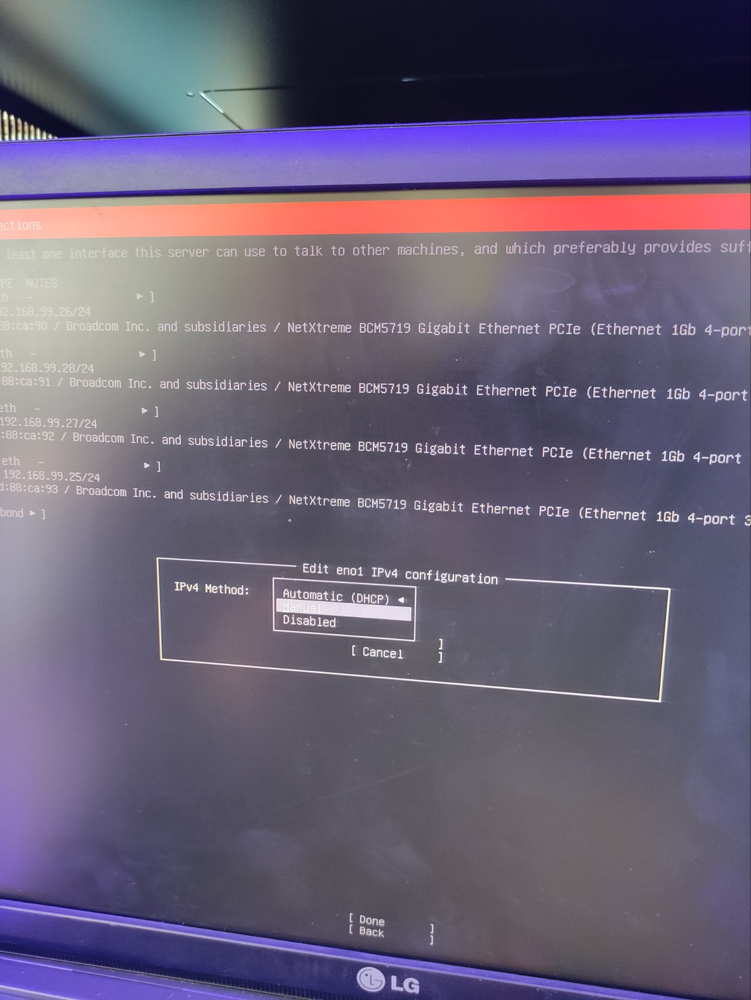 ections
least one interface this server can use to talk to other machines, and which preferably provides suff
PE NOTES
th - ▸ ]
92.168.99.26/24
88:ca:90 / Broadcom Inc. and subsidiaries / NetXtreme BCM5719 Gigabit Ethernet PCIe (Ethernet 1Gb 4-port
th - ▸ ]
92.168.99.28/24
88:ca:91 / Broadcom Inc. and subsidiaries / NetXtreme BCM5719 Gigabit Ethernet PCIe (Ethernet 1Gb 4-port
eth - ▸ ]
192.168.99.27/24
:88:ca:92 / Broadcom Inc. and subsidiaries / NetXtreme BCM5719 Gigabit Ethernet PCIe (Ethernet 1Gb 4-port
eth - ▸ ]
192.168.99.25/24
d:88:ca:93 / Broadcom Inc. and subsidiaries / NetXtreme BCM5719 Gigabit Ethernet PCIe (Ethernet 1Gb 4-port 3
bond ▸ ]
Edit eno1 IPv4 configuration
IPv4 Method:
Automatic (DHCP) ◂
Manual
Disabled
]
[ Cancel ]
[ Done ]
[ Back ]
LG